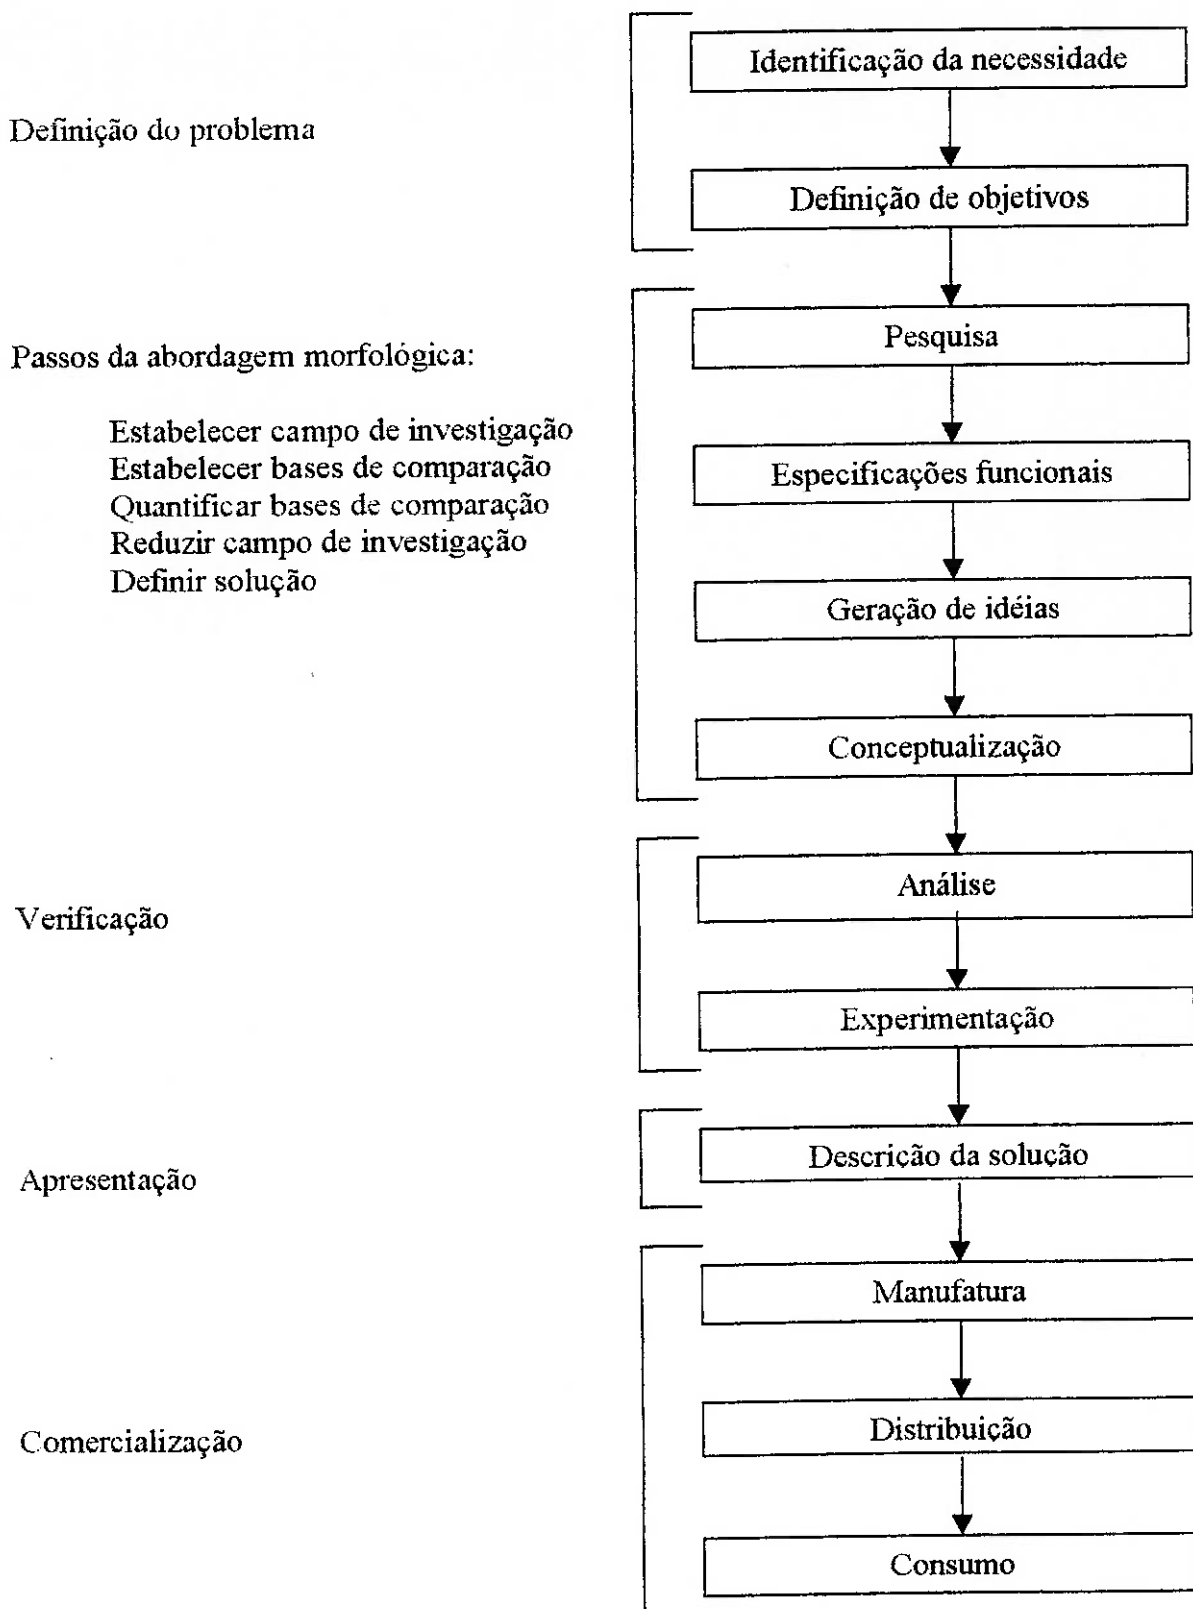 Identificação da necessidade
Definição do problema
Definição de objetivos
Pesquisa
Passos da abordagem morfológica:
Estabelecer campo de investigação
Estabelecer bases de comparação
Quantificar bases de comparação
Reduzir campo de investigação
Definir solução
Especificações funcionais
Geração de idéias
Conceptualização
Análise
Verificação
Experimentação
Descrição da solução
Apresentação
Manufatura
Distribuição
Comercialização
Consumo